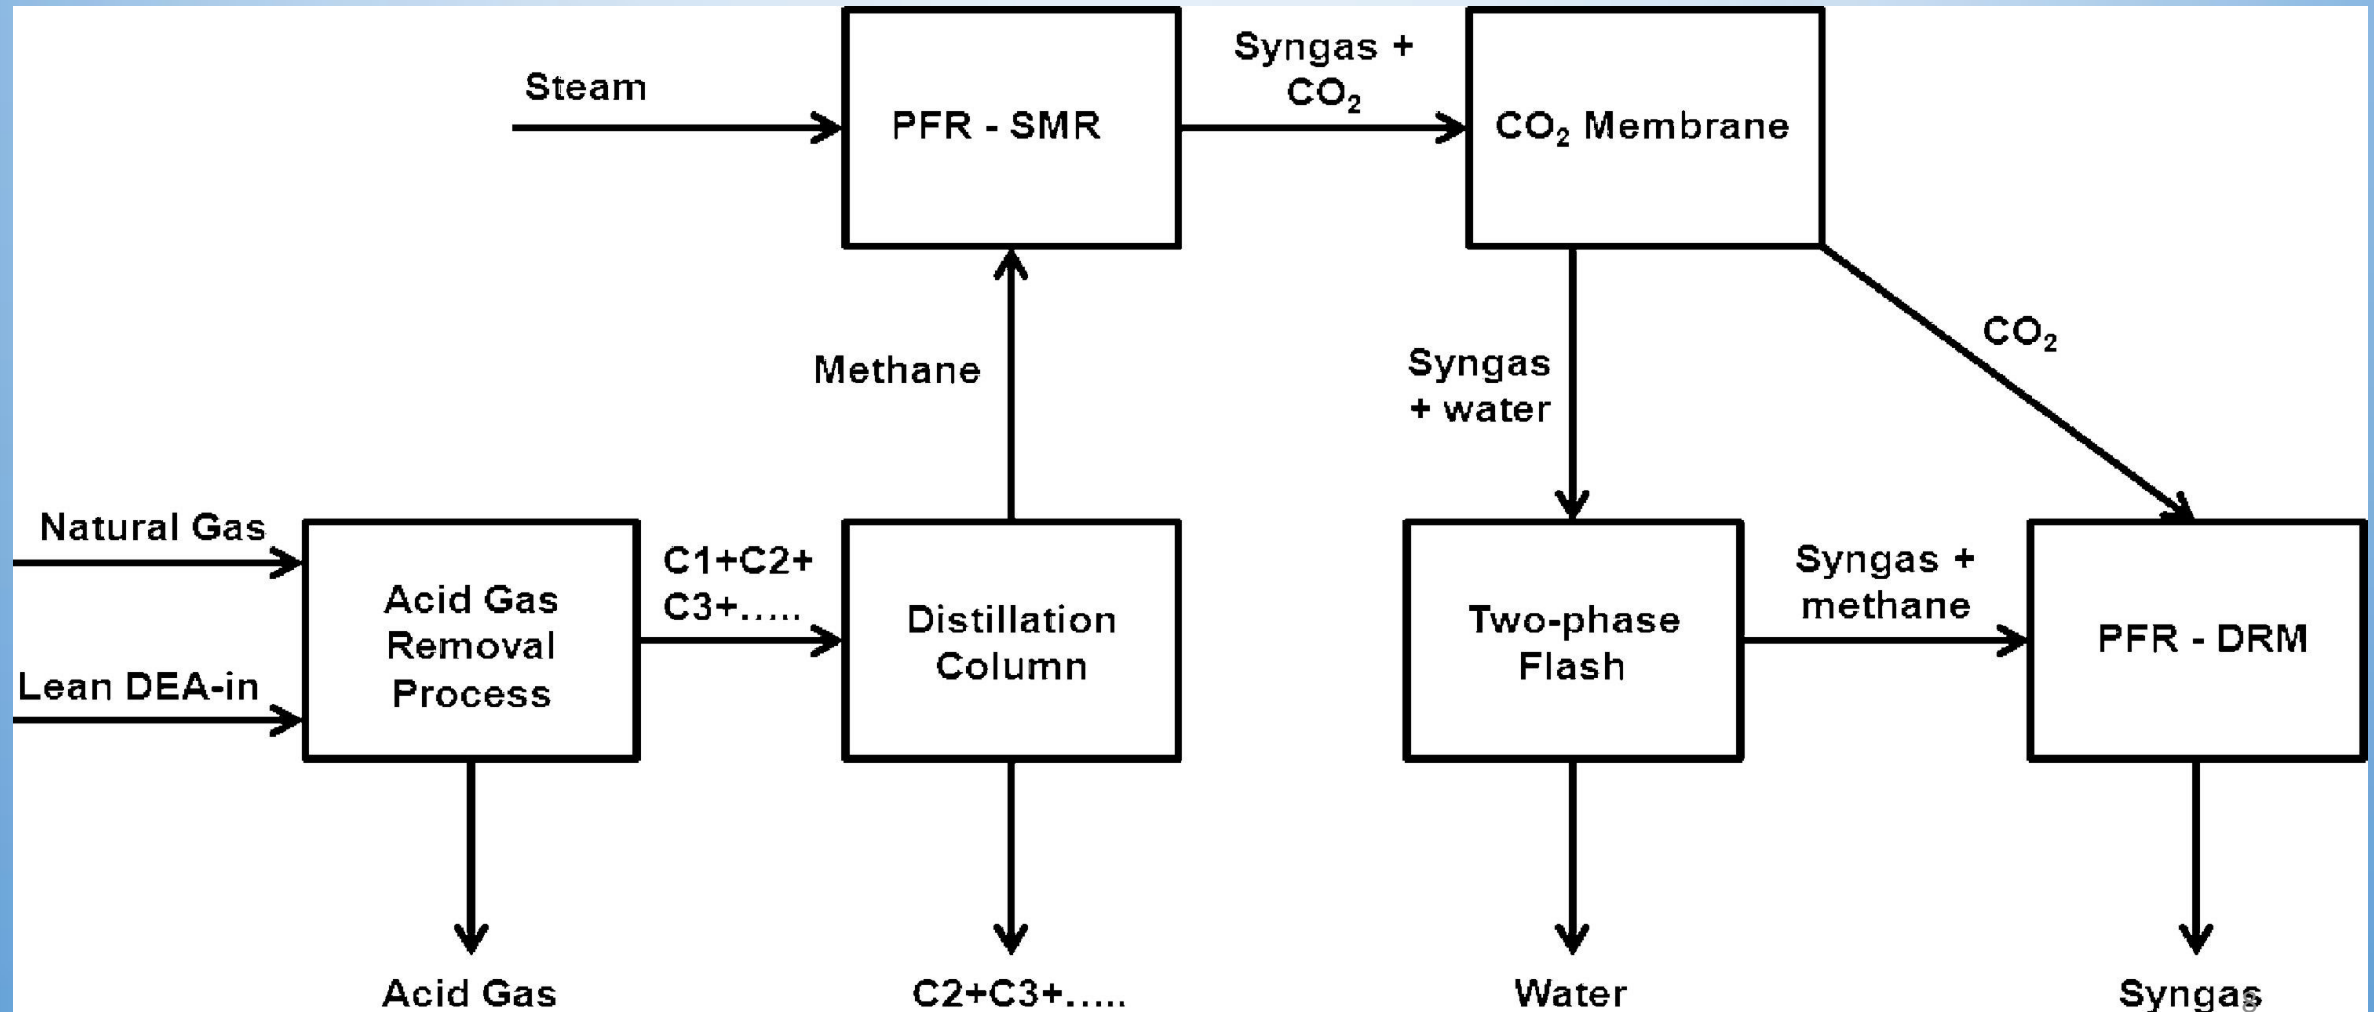 Steam
PFR - SMR
Syngas +
CO₂
CO₂ Membrane
Methane
Syngas
+ water
CO₂
Natural Gas
Lean DEA-in
Acid Gas
Removal
Process
C1+C2+
C3+.....
Distillation
Column
Two-phase
Flash
Syngas +
methane
PFR - DRM
Acid Gas
C2+C3+.....
Water
Syngas
8